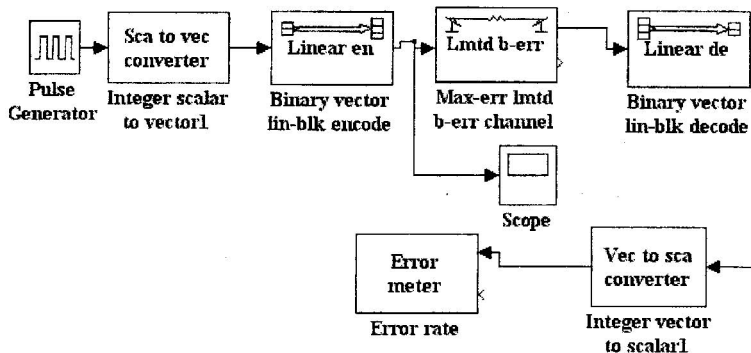 Sca to vec
converter
Linear en
Lmtd b-err
Linear de
Pulse
Generator
Integer scalar
to vector1
Binary vector
lin-blk encode
Max-err lmtd
b-err channel
Binary vector
lin-blk decode
Scope
Error
meter
Vec to sca
converter
Error rate
Integer vector
to scalar1